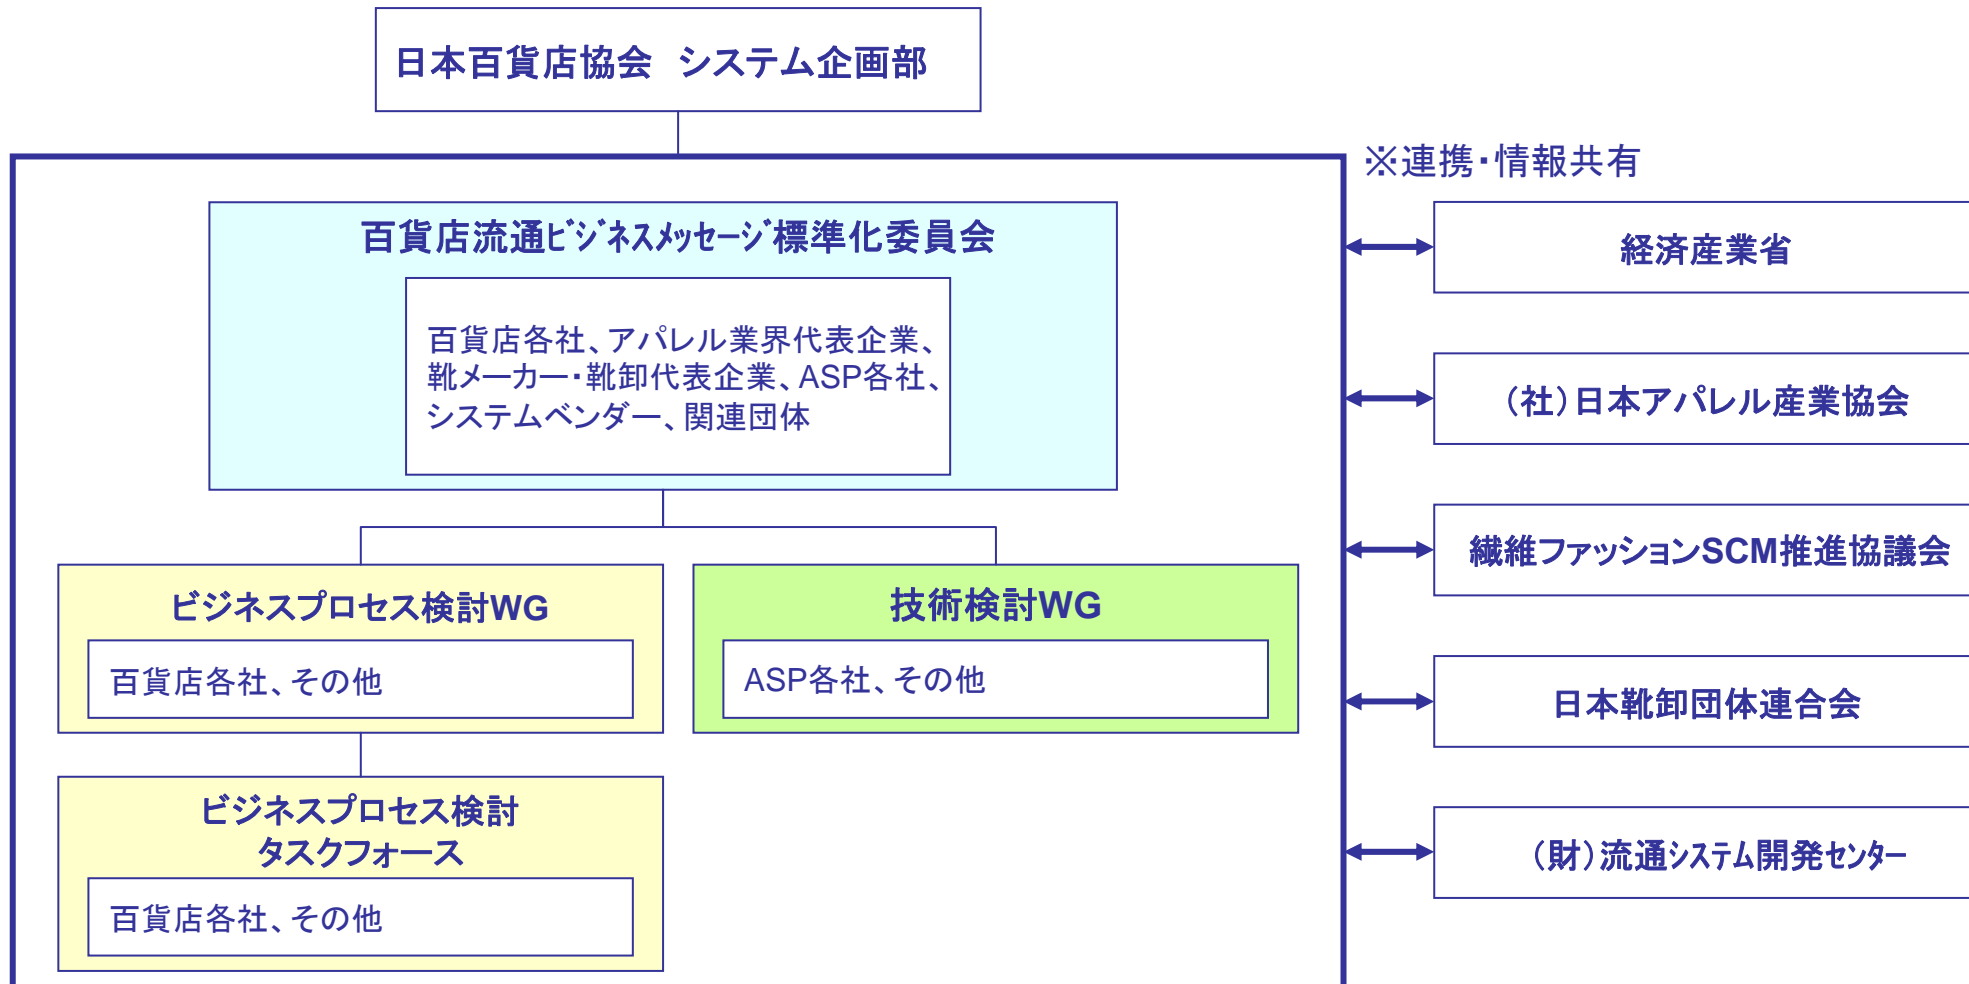 日本百貨店協会　システム企画部
※連携・情報共有
百貨店流通ﾋﾞｼﾞﾈｽﾒｯｾｰｼﾞ標準化委員会
百貨店各社、アパレル業界代表企業、
靴メーカー・靴卸代表企業、ASP各社、
システムベンダー、関連団体
ビジネスプロセス検討WG
百貨店各社、その他
技術検討WG
ASP各社、その他
ビジネスプロセス検討
タスクフォース
百貨店各社、その他
経済産業省
（社）日本アパレル産業協会
繊維ファッションSCM推進協議会
日本靴卸団体連合会
（財）流通ｼｽﾃﾑ開発ｾﾝﾀｰ